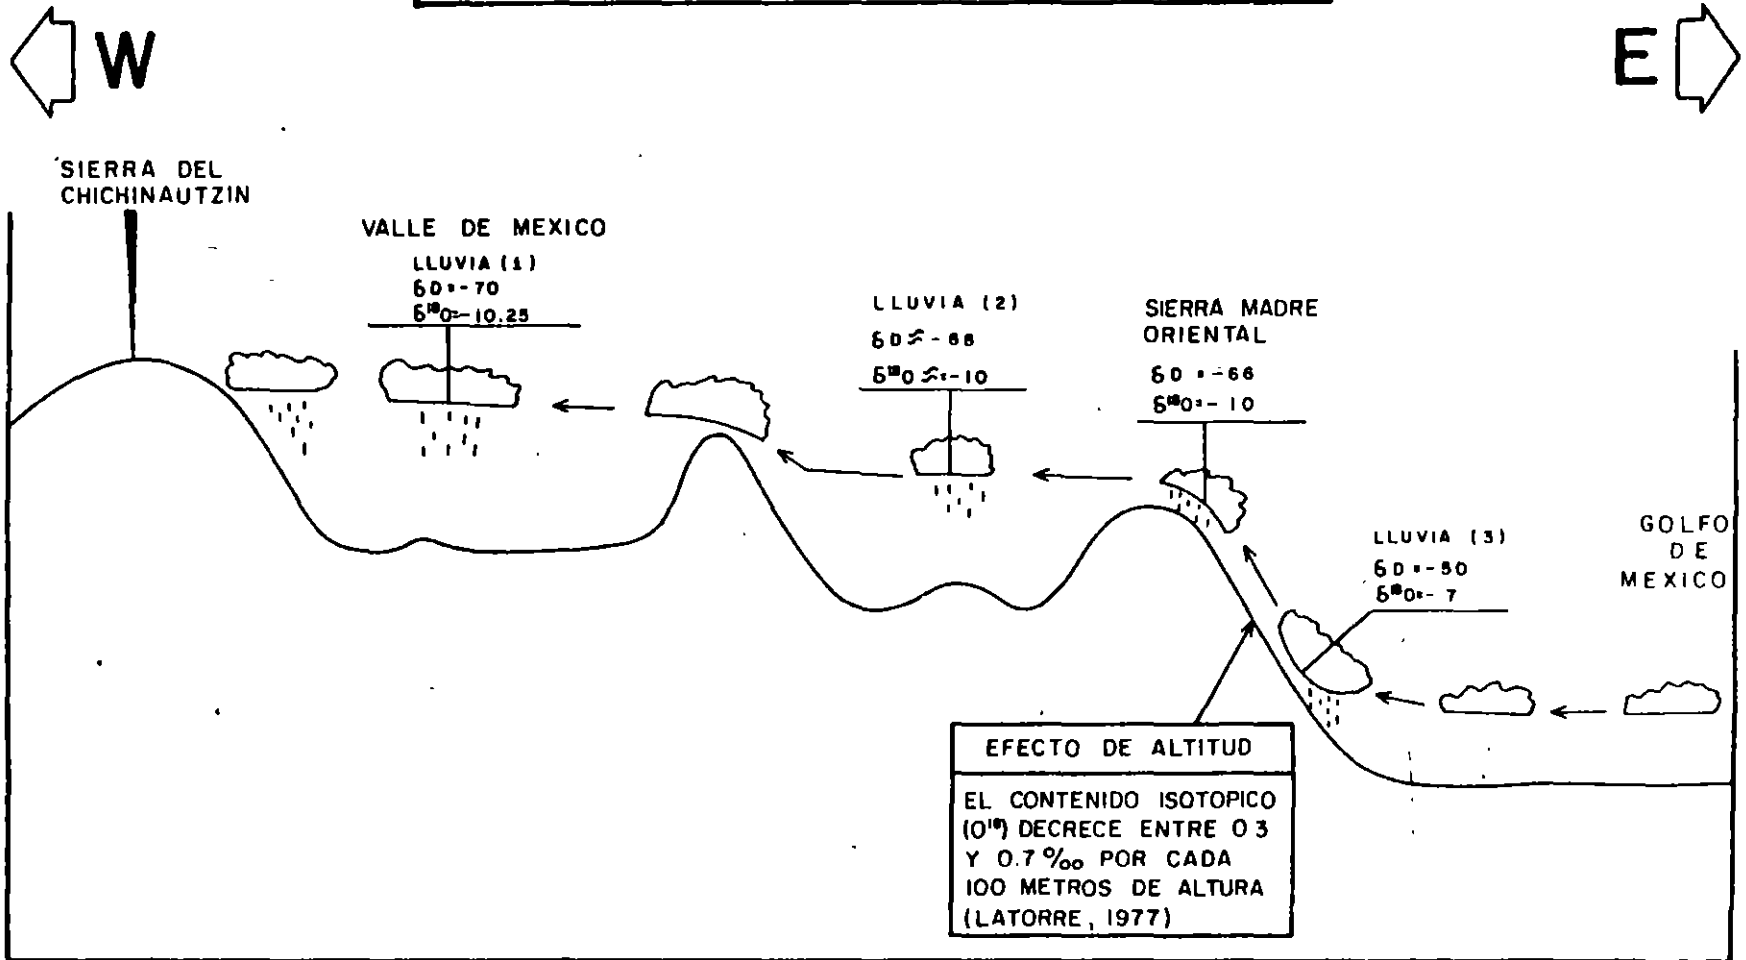 W
E
SIERRA DEL
CHICHINAUTZIN
VALLE DE MEXICO
LLUVIA (1)
δD=-70
δ¹⁸O=-10.25
LLUVIA (2)
δD≈-66
δ¹⁸O≈-10
SIERRA MADRE
ORIENTAL
δD = -66
δ¹⁸O=-10
LLUVIA (3)
δD=-50
δ¹⁸O=-7
GOLFO
DE
MEXICO
EFECTO DE ALTITUD
EL CONTENIDO ISOTOPICO
(O¹⁸) DECRECE ENTRE 0 3
Y 0.7 ‰ POR CADA
100 METROS DE ALTURA
(LATORRE, 1977)